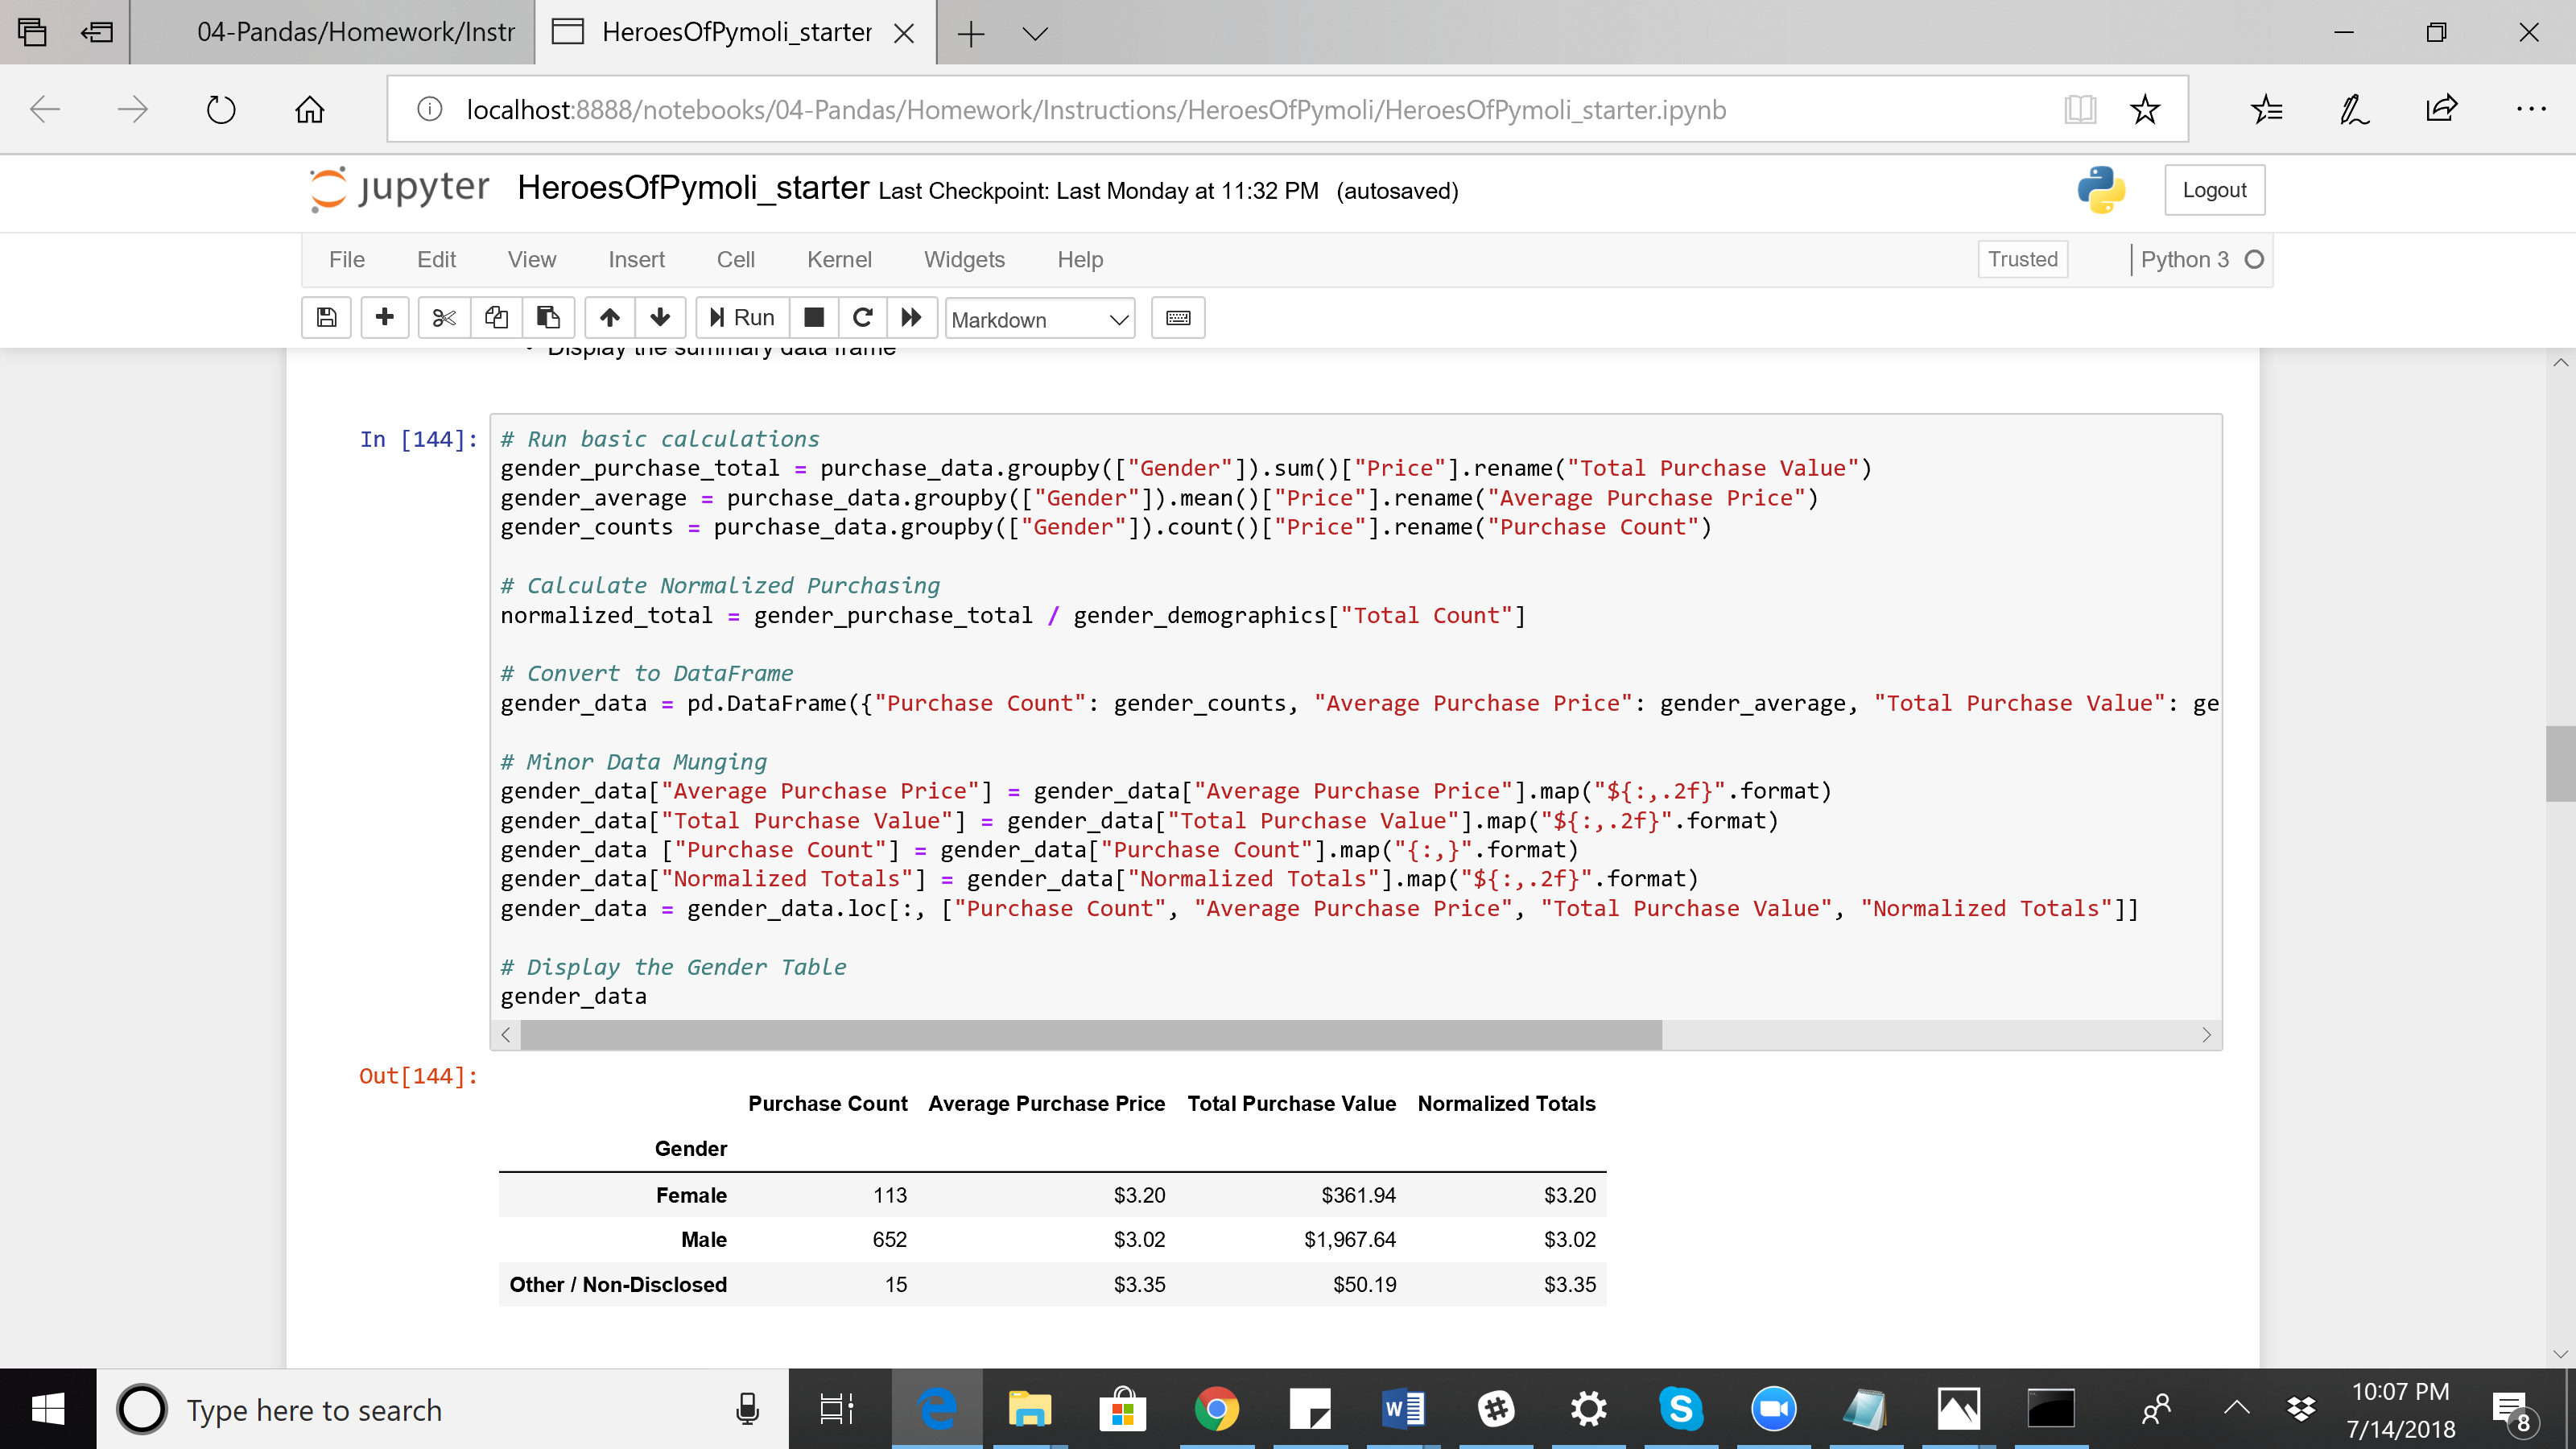 04-Pandas/Homework/Instr
HeroesOfPymoli_starter
localhost:8888/notebooks/04-Pandas/Homework/Instructions/HeroesOfPymoli/HeroesOfPymoli_starter.ipynb
jupyter HeroesOfPymoli_starter Last Checkpoint: Last Monday at 11:32 PM (autosaved)
Logout
File Edit View Insert Cell Kernel Widgets Help
Trusted
Python 3
Run
Markdown
Display the summary data frame
In [144]:
# Run basic calculations
gender_purchase_total = purchase_data.groupby(["Gender"]).sum()["Price"].rename("Total Purchase Value")
gender_average = purchase_data.groupby(["Gender"]).mean()["Price"].rename("Average Purchase Price")
gender_counts = purchase_data.groupby(["Gender"]).count()["Price"].rename("Purchase Count")
# Calculate Normalized Purchasing
normalized_total = gender_purchase_total / gender_demographics["Total Count"]
# Convert to DataFrame
gender_data = pd.DataFrame({"Purchase Count": gender_counts, "Average Purchase Price": gender_average, "Total Purchase Value": ge
# Minor Data Munging
gender_data["Average Purchase Price"] = gender_data["Average Purchase Price"].map("${:,.2f}".format)
gender_data["Total Purchase Value"] = gender_data["Total Purchase Value"].map("${:,.2f}".format)
gender_data ["Purchase Count"] = gender_data["Purchase Count"].map("{:,}".format)
gender_data["Normalized Totals"] = gender_data["Normalized Totals"].map("${:,.2f}".format)
gender_data = gender_data.loc[:, ["Purchase Count", "Average Purchase Price", "Total Purchase Value", "Normalized Totals"]]
# Display the Gender Table
gender_data
Out[144]:
Purchase Count Average Purchase Price Total Purchase Value Normalized Totals
Gender
Female 113 $3.20 $361.94 $3.20
Male 652 $3.02 $1,967.64 $3.02
Other / Non-Disclosed 15 $3.35 $50.19 $3.35
Type here to search
10:07 PM
7/14/2018
8